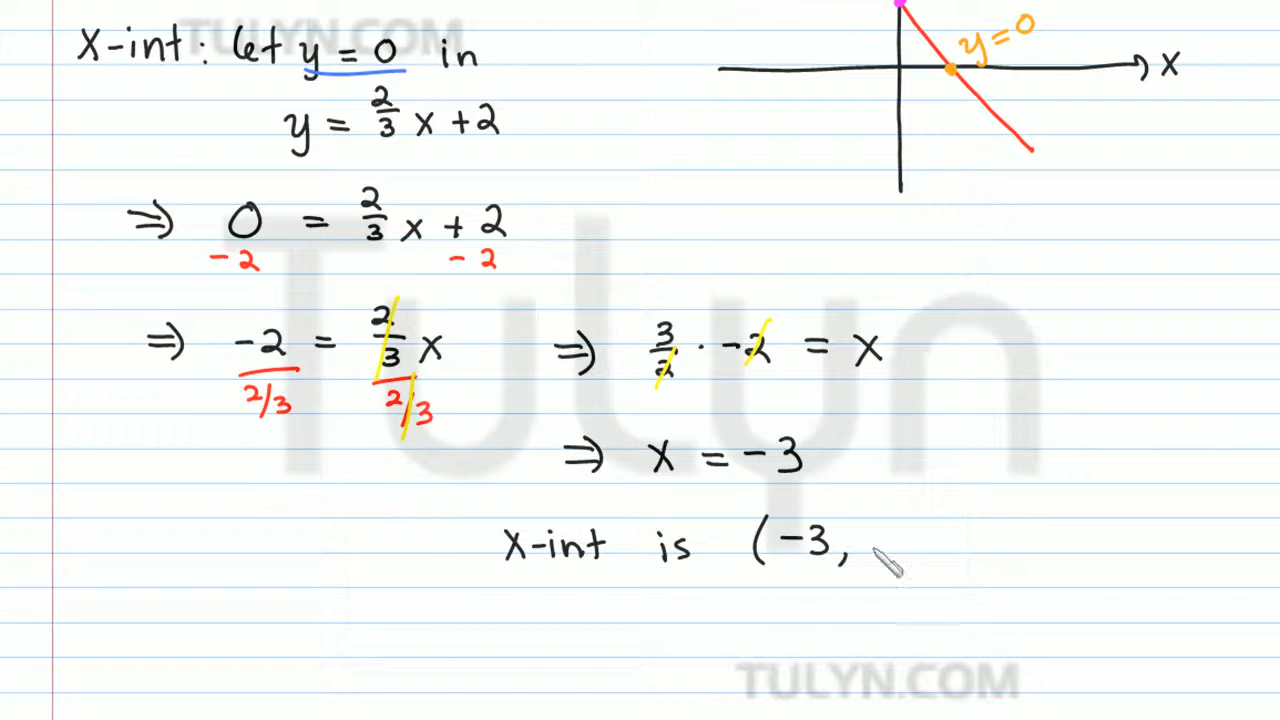 TULYN.COM
X-int: let y = 0 in
y = 0
X
y = 2/3 x + 2
⇒ 0 = 2/3 x + 2
-2 -2
Tulyn
⇒ -2 = 2/3 x ⇒ 3/2 · -2 = x
2/3 2/3
⇒ x = -3
X-int is (-3,
TULYN.COM